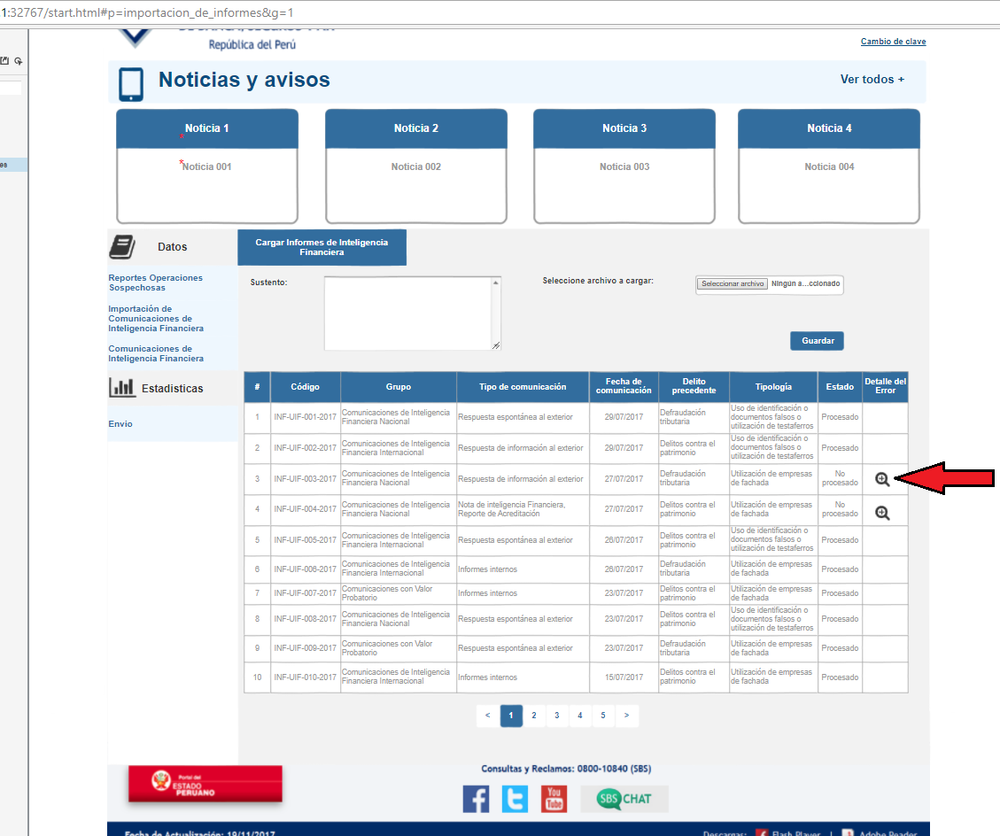 1:32767/start.html#p=importacion_de_informes&g=1
República del Perú
Cambio de clave
Noticias y avisos
Ver todos +
Noticia 1
Noticia 2
Noticia 3
Noticia 4
*
*
Noticia 001
Noticia 002
Noticia 003
Noticia 004
es
Datos
Reportes Operaciones
Sospechosas
Importación de
Comunicaciones de
Inteligencia Financiera
Comunicaciones de
Inteligencia Financiera
Estadisticas
Envio
Cargar Informes de Inteligencia
Financiera
Sustento:
Seleccione archivo a cargar:
Seleccionar archivo Ningún a...ccionado
Guardar
# Código Grupo Tipo de comunicación Fecha de comunicación Delito precedente Tipología Estado Detalle del Error
1 INF-UIF-001-2017 Comunicaciones de Inteligencia Financiera Nacional Respuesta espontánea al exterior 29/07/2017 Defraudación tributaria Uso de identificación o documentos falsos o utilización de testaferros Procesado
2 INF-UIF-002-2017 Comunicaciones de Inteligencia Financiera Internacional Respuesta de información al exterior 29/07/2017 Delitos contra el patrimonio Uso de identificación o documentos falsos o utilización de testaferros Procesado
3 INF-UIF-003-2017 Comunicaciones de Inteligencia Financiera Nacional Respuesta de información al exterior 27/07/2017 Defraudación tributaria Utilización de empresas de fachada No procesado
4 INF-UIF-004-2017 Comunicaciones de Inteligencia Financiera Nacional Nota de inteligencia Financiera, Reporte de Acreditación 27/07/2017 Delitos contra el patrimonio Utilización de empresas de fachada No procesado
5 INF-UIF-005-2017 Comunicaciones de Inteligencia Financiera Internacional Respuesta espontánea al exterior 26/07/2017 Delitos contra el patrimonio Uso de identificación o documentos falsos o utilización de testaferros Procesado
6 INF-UIF-006-2017 Comunicaciones de Inteligencia Financiera Internacional Informes internos 26/07/2017 Defraudación tributaria Utilización de empresas de fachada Procesado
7 INF-UIF-007-2017 Comunicaciones con Valor Probatorio Informes internos 23/07/2017 Delitos contra el patrimonio Utilización de empresas de fachada Procesado
8 INF-UIF-008-2017 Comunicaciones de Inteligencia Financiera Nacional Respuesta espontánea al exterior 23/07/2017 Delitos contra el patrimonio Uso de identificación o documentos falsos o utilización de testaferros Procesado
9 INF-UIF-009-2017 Comunicaciones con Valor Probatorio Respuesta espontánea al exterior 23/07/2017 Defraudación tributaria Utilización de empresas de fachada Procesado
10 INF-UIF-010-2017 Comunicaciones de Inteligencia Financiera Internacional Informes internos 15/07/2017 Delitos contra el patrimonio Utilización de empresas de fachada Procesado
< 1 2 3 4 5 >
Portal del
ESTADO
PERUANO
Consultas y Reclamos: 0800-10840 (SBS)
You
Tube
SBS CHAT
Fecha de Actualización: 19/11/2017
Descargas: Flash Player | Adobe Reader